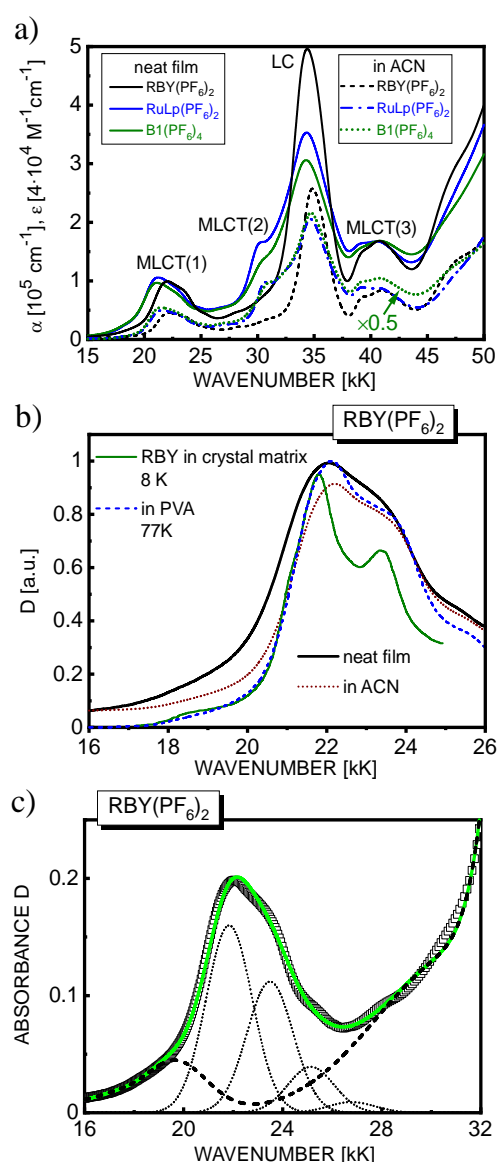 a)
neat film
RBY(PF₆)₂
RuLp(PF₆)₂
B1(PF₆)₄
LC
in ACN
RBY(PF₆)₂
RuLp(PF₆)₂
B1(PF₆)₄
MLCT(1)
MLCT(2)
MLCT(3)
×0.5
α [10⁵ cm⁻¹], ε [4·10⁴ M⁻¹cm⁻¹]
5
4
3
2
1
0
15 20 25 30 35 40 45 50
WAVENUMBER [kK]
b)
RBY(PF₆)₂
RBY in crystal matrix
8 K
in PVA
77K
neat film
in ACN
D [a.u.]
1
0.8
0.6
0.4
0.2
0
16 18 20 22 24 26
WAVENUMBER [kK]
c)
RBY(PF₆)₂
ABSORBANCE D
0.2
0.1
0
16 20 24 28 32
WAVENUMBER [kK]